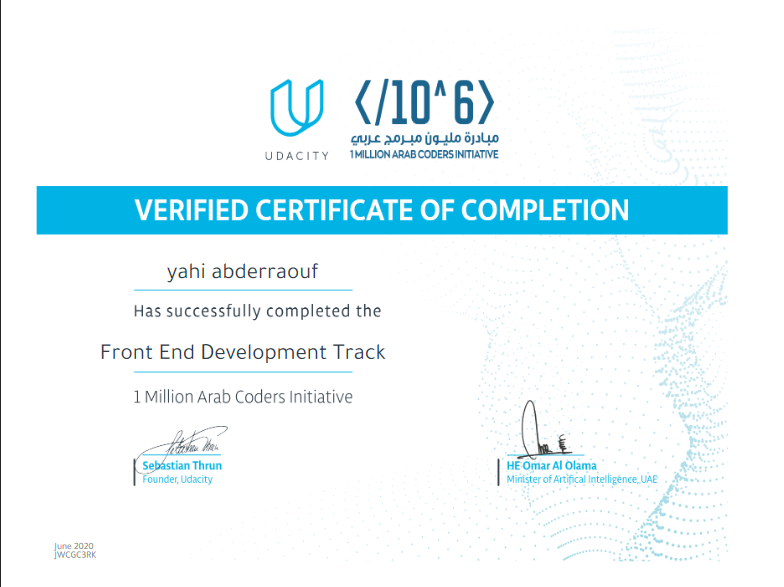 </10^6>
UDACITY
مبادرة مليون مبرمج عربي
1 MILLION ARAB CODERS INITIATIVE
VERIFIED CERTIFICATE OF COMPLETION
yahi abderraouf
Has successfully completed the
Front End Development Track
1 Million Arab Coders Initiative
Sebastian Thrun
Founder, Udacity
HE Omar Al Olama
Minister of Artifical Intelligence, UAE
June 2020
JWCGC3RK